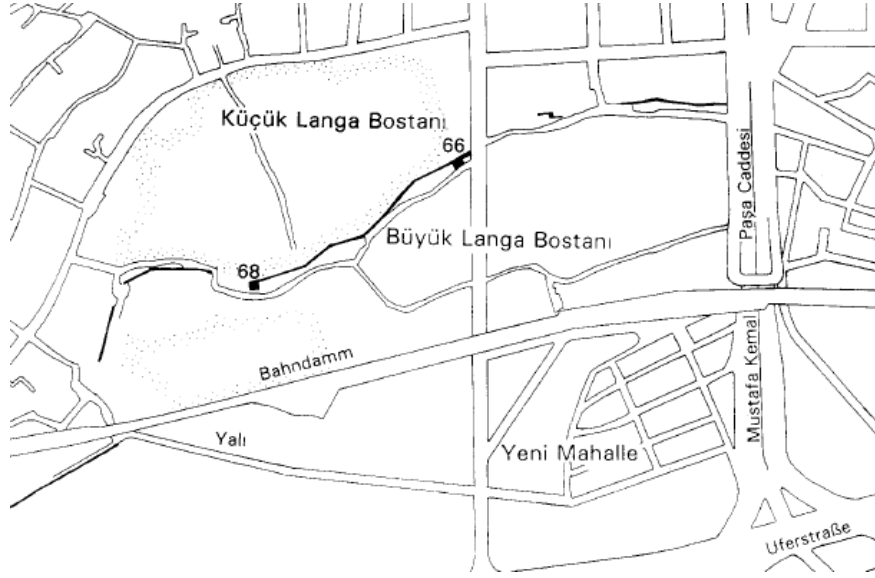 Küçük Langa Bostanı
66
Büyük Langa Bostanı
68
Paşa Caddesi
Bahndamm
Mustafa Kemal
Yalı
Yeni Mahalle
Uferstraße